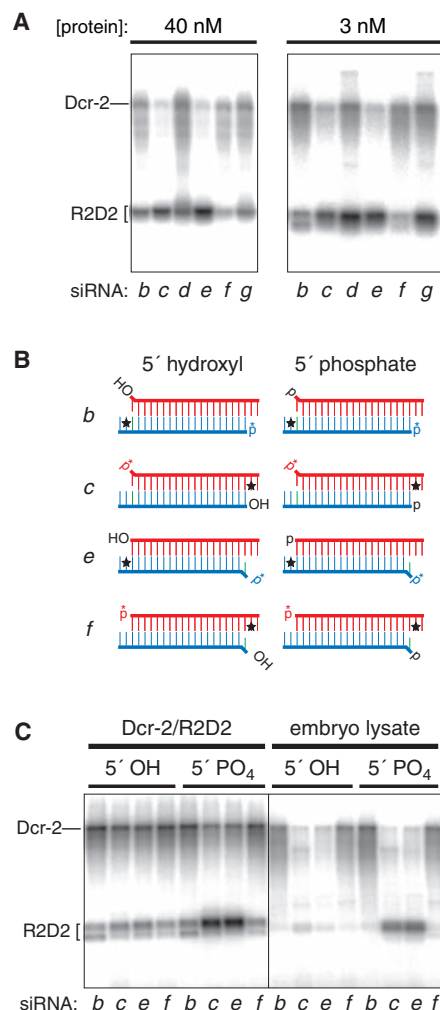 A
[protein]: 40 nM 3 nM
Dcr-2
R2D2 [
siRNA: b c d e f g b c d e f g
B
5´ hydroxyl 5´ phosphate
HO p
b
p* p*
p* p*
c
OH p
HO p
e
p* p*
p* p*
f
OH p
C
Dcr-2/R2D2 embryo lysate
5´ OH 5´ PO4 5´ OH 5´ PO4
Dcr-2
R2D2 [
siRNA: b c e f b c e f b c e f b c e f